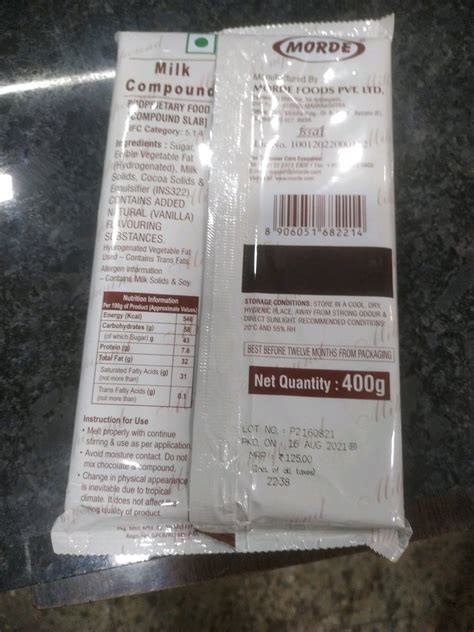 Milk
Compound
PROPRIETARY FOOD
[COMPOUND SLAB]
IFC Category: 5.1.4
Ingredients : Sugar,
Edible Vegetable Fat
(Hydrogenated), Milk
Solids, Cocoa Solids &
Emulsifier (INS322)
CONTAINS ADDED
NATURAL (VANILLA)
FLAVOURING
SUBSTANCES.
Hydrogenated Vegetable Fat
Used - Contains Trans Fats
Allergen information
- Contains Milk Solids & Soy.
Nutrition Information
Per 100g of Product (Approximate Values)
Energy (Kcal) 546
Carbohydrates (g) 58
(of which Sugar) g 43
Protein (g) 7.8
Total Fat (g) 32
Saturated Fatty Acids (g) 31
(not more than)
Trans Fatty Acids (g) 0.1
(not more than)
Instruction for Use
• Melt properly with continue
stirring & use as per application
• Avoid moisture contact. Do not
mix chocolate & compound.
• Change in physical appearance
is inevitable due to tropical
climate. It does not affect the
quality of product.
MORDE
Manufactured By
MORDE FOODS PVT. LTD.
fssai
8 906051 682214
STORAGE CONDITIONS: STORE IN A COOL, DRY,
HYGIENIC PLACE, AWAY FROM STRONG ODOUR &
DIRECT SUNLIGHT. RECOMMENDED CONDITIONS:
20°C AND 55% RH
BEST BEFORE TWELVE MONTHS FROM PACKAGING
Net Quantity : 400g
LOT NO. : P2160821
PKD. ON : 16 AUG 2021
MRP : ₹125.00
(Incl. of all taxes)
22:38